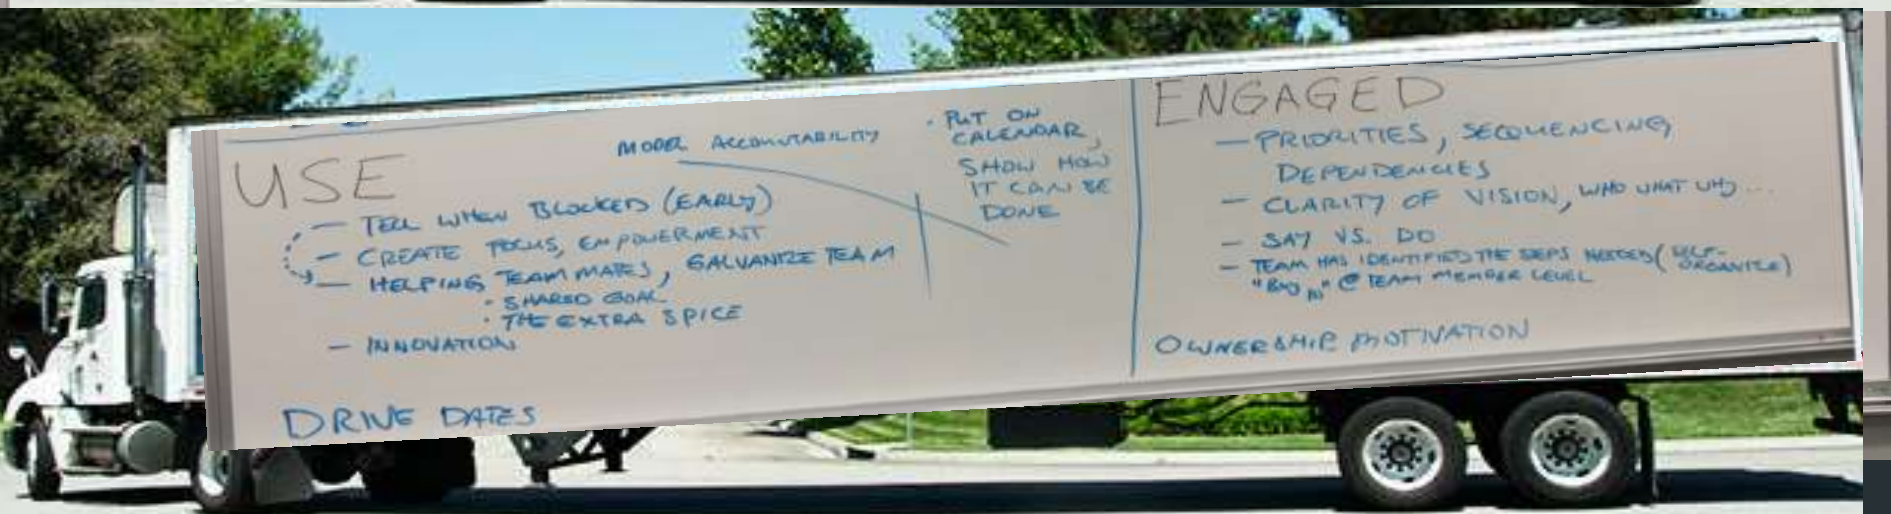 USE
MODEL ACCOUNTABILITY
- TELL WHEN BLOCKED (EARLY)
- CREATE FOCUS, EMPOWERMENT
- HELPING TEAM MATES, GALVANIZE TEAM
· SHARED GOAL
· THE EXTRA SPICE
- INNOVATION
DRIVE DATES
· PUT ON
CALENDAR,
SHOW HOW
IT CAN BE
DONE
ENGAGED
- PRIORITIES, SEQUENCING
DEPENDENCIES
- CLARITY OF VISION, WHO WHAT WHY ...
- SAY VS. DO
- TEAM HAS IDENTIFIED THE DEPS NEEDED (SELF-
ORGANIZE)
"BUY IN" @ TEAM MEMBER LEVEL
OWNERSHIP MOTIVATION